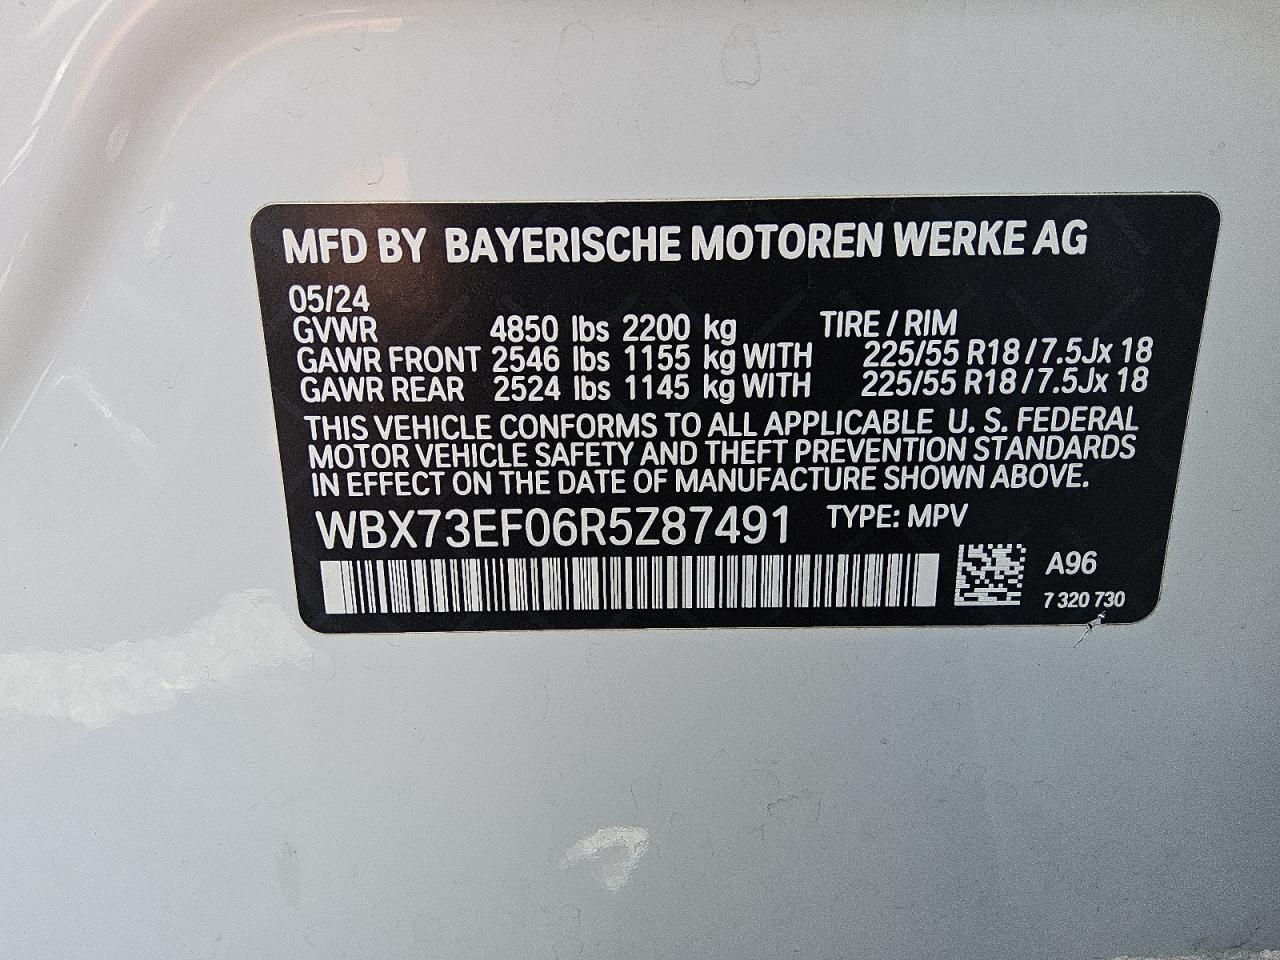 MFD BY BAYERISCHE MOTOREN WERKE AG
05/24
GVWR 4850 lbs 2200 kg TIRE / RIM
GAWR FRONT 2546 lbs 1155 kg WITH 225/55 R18 / 7.5Jx 18
GAWR REAR 2524 lbs 1145 kg WITH 225/55 R18 / 7.5Jx 18
THIS VEHICLE CONFORMS TO ALL APPLICABLE U. S. FEDERAL
MOTOR VEHICLE SAFETY AND THEFT PREVENTION STANDARDS
IN EFFECT ON THE DATE OF MANUFACTURE SHOWN ABOVE.
WBX73EF06R5Z87491 TYPE: MPV
A96
7 320 730